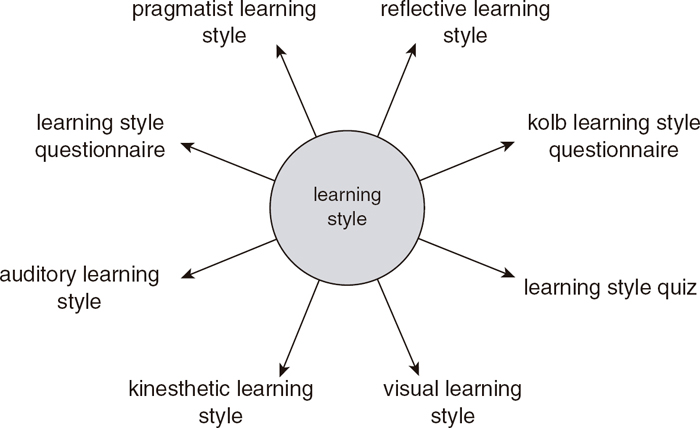 pragmatist learning
style
reflective learning
style
learning style
questionnaire
kolb learning style
questionnaire
learning
style
auditory learning
style
learning style quiz
kinesthetic learning
style
visual learning
style